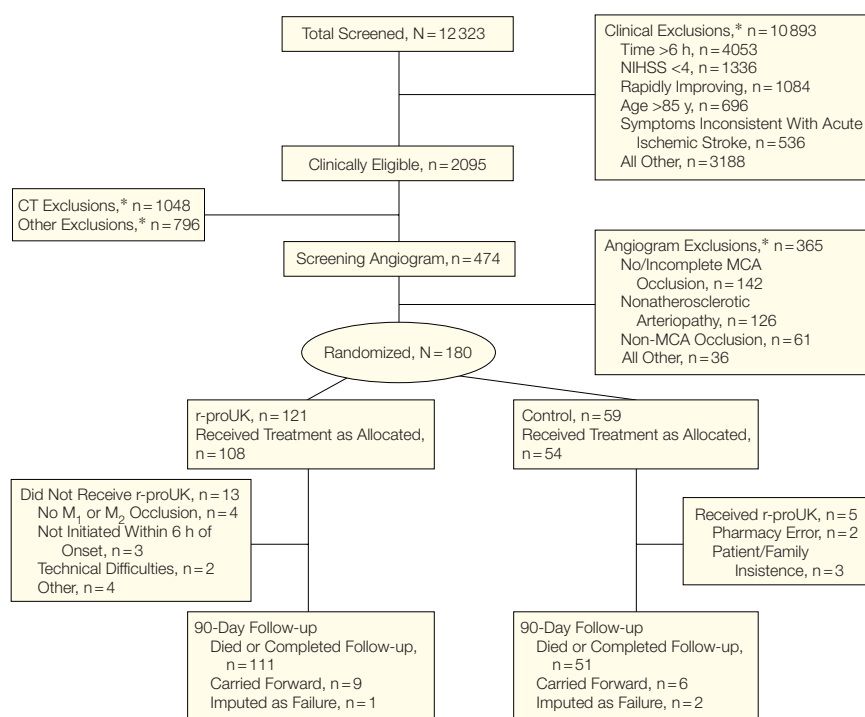 Total Screened, N = 12 323
Clinical Exclusions,* n = 10 893
Time >6 h, n = 4053
NIHSS <4, n = 1336
Rapidly Improving, n = 1084
Age >85 y, n = 696
Symptoms Inconsistent With Acute
Ischemic Stroke, n = 536
All Other, n = 3188
Clinically Eligible, n = 2095
CT Exclusions,* n = 1048
Other Exclusions,* n = 796
Screening Angiogram, n = 474
Angiogram Exclusions,* n = 365
No/Incomplete MCA
Occlusion, n = 142
Nonatherosclerotic
Arteriopathy, n = 126
Non-MCA Occlusion, n = 61
All Other, n = 36
Randomized, N = 180
r-proUK, n = 121
Received Treatment as Allocated,
n = 108
Control, n = 59
Received Treatment as Allocated,
n = 54
Did Not Receive r-proUK, n = 13
No M1 or M2 Occlusion, n = 4
Not Initiated Within 6 h of
Onset, n = 3
Technical Difficulties, n = 2
Other, n = 4
Received r-proUK, n = 5
Pharmacy Error, n = 2
Patient/Family
Insistence, n = 3
90-Day Follow-up
Died or Completed Follow-up,
n = 111
Carried Forward, n = 9
Imputed as Failure, n = 1
90-Day Follow-up
Died or Completed Follow-up,
n = 51
Carried Forward, n = 6
Imputed as Failure, n = 2